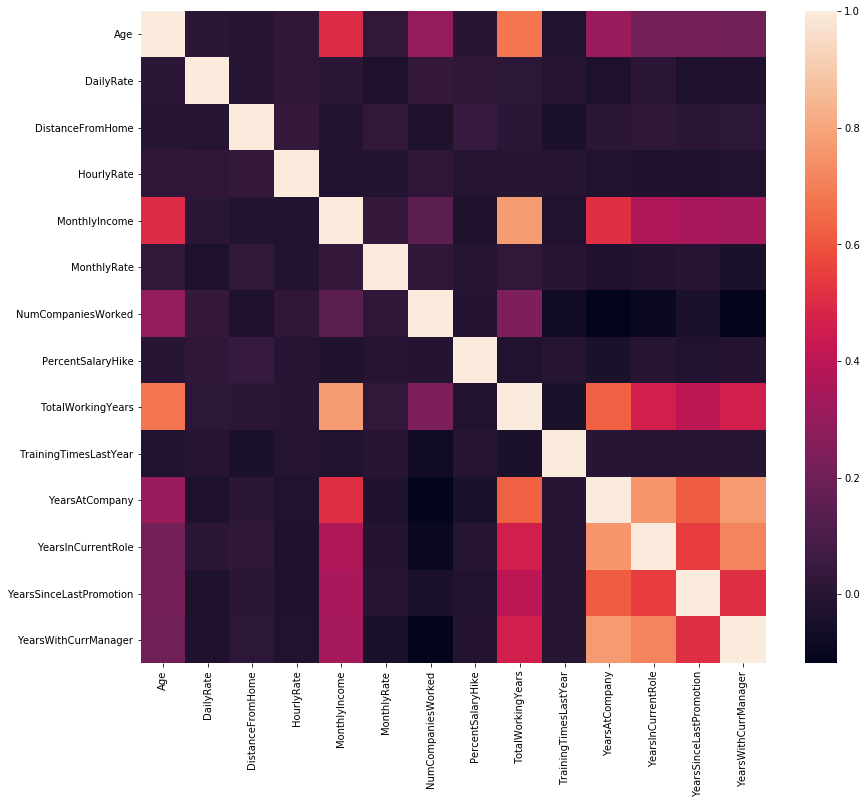 Age
DailyRate
DistanceFromHome
HourlyRate
MonthlyIncome
MonthlyRate
NumCompaniesWorked
PercentSalaryHike
TotalWorkingYears
TrainingTimesLastYear
YearsAtCompany
YearsInCurrentRole
YearsSinceLastPromotion
YearsWithCurrManager
Age
DailyRate
DistanceFromHome
HourlyRate
MonthlyIncome
MonthlyRate
NumCompaniesWorked
PercentSalaryHike
TotalWorkingYears
TrainingTimesLastYear
YearsAtCompany
YearsInCurrentRole
YearsSinceLastPromotion
YearsWithCurrManager
1.0
0.8
0.6
0.4
0.2
0.0